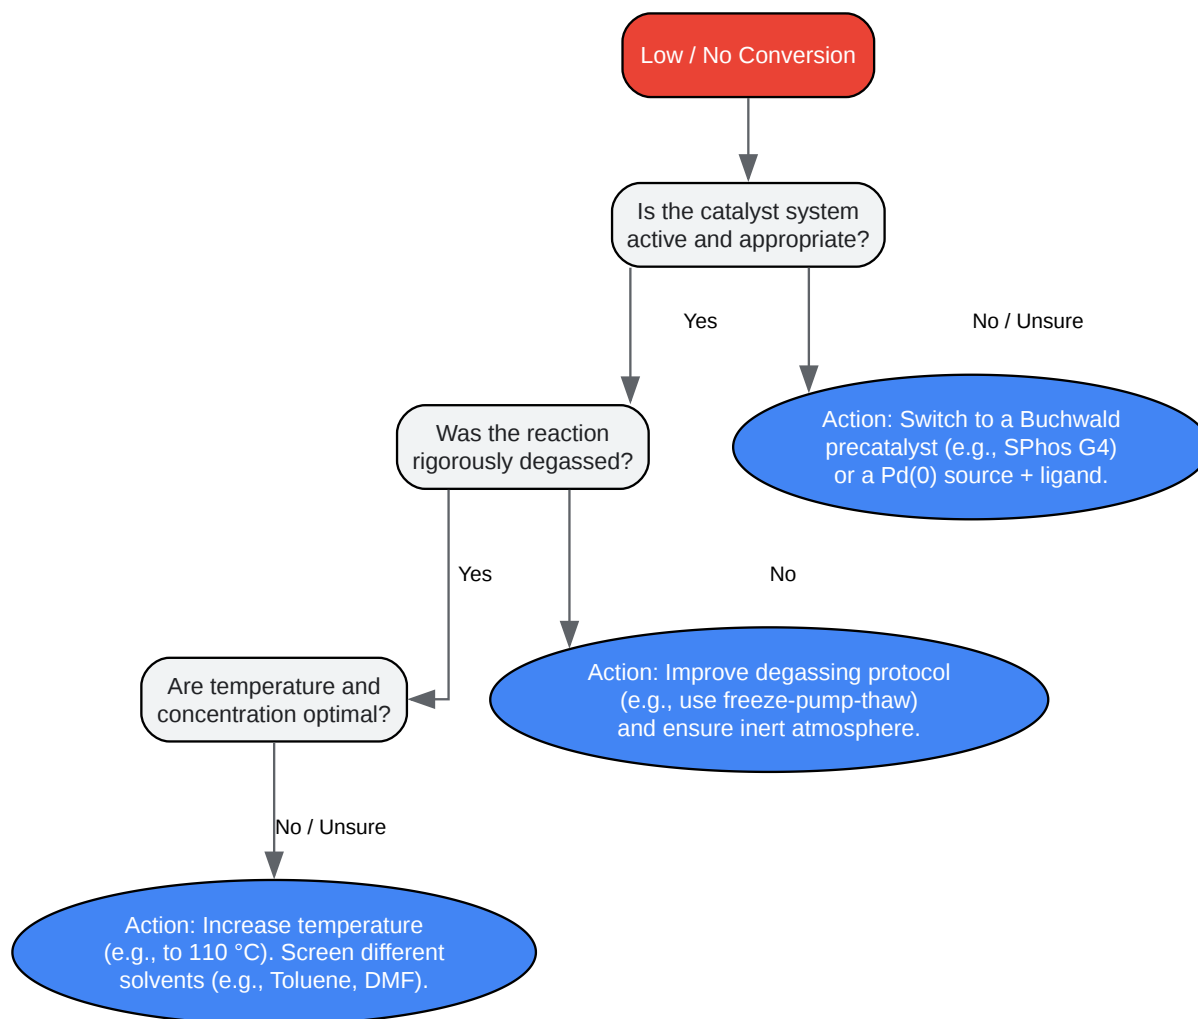 Low / No Conversion
Is the catalyst system
active and appropriate?
Yes
No / Unsure
Was the reaction
rigorously degassed?
Action: Switch to a Buchwald
precatalyst (e.g., SPhos G4)
or a Pd(0) source + ligand.
Yes
No
Are temperature and
concentration optimal?
Action: Improve degassing protocol
(e.g., use freeze-pump-thaw)
and ensure inert atmosphere.
No / Unsure
Action: Increase temperature
(e.g., to 110 °C). Screen different
solvents (e.g., Toluene, DMF).